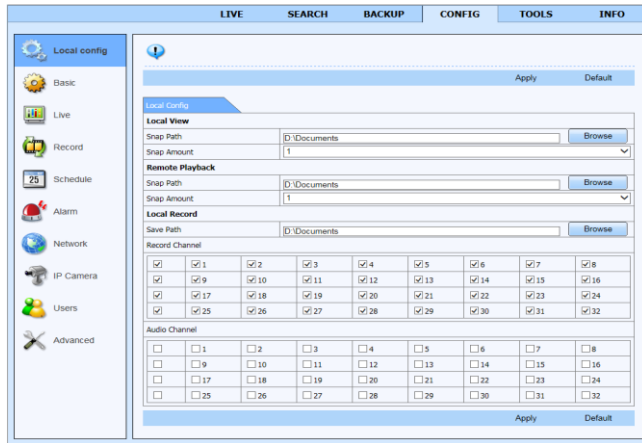 LIVE SEARCH BACKUP CONFIG TOOLS INFO
Local config
Basic
Live
Record
25 Schedule
Alarm
Network
IP Camera
Users
Advanced
Apply Default
Local Config
Local View
Snap Path D:\Documents Browse
Snap Amount 1
Remote Playback
Snap Path D:\Documents Browse
Snap Amount 1
Local Record
Save Path D:\Documents Browse
Record Channel
1 2 3 4 5 6 7 8
9 10 11 12 13 14 15 16
17 18 19 20 21 22 23 24
25 26 27 28 29 30 31 32
Audio Channel
1 2 3 4 5 6 7 8
9 10 11 12 13 14 15 16
17 18 19 20 21 22 23 24
25 26 27 28 29 30 31 32
Apply Default